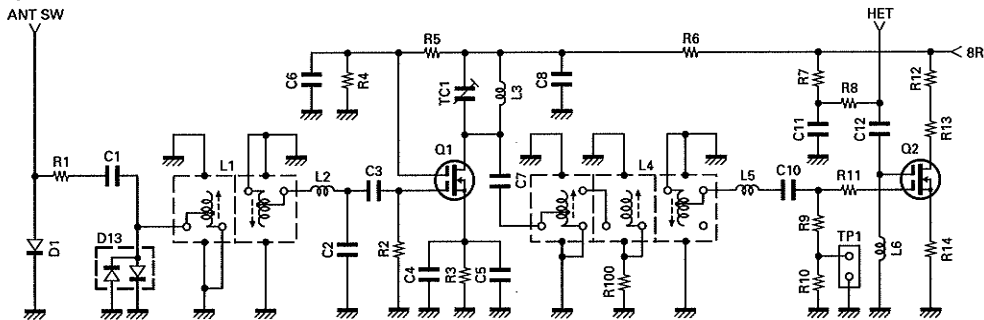 ANT SW
HET
R5
R6
8R
C6
R4
TC1
L3
C8
R7
R8
R12
C11
C12
R13
R1
C1
L1
L2
C3
Q1
C7
L4
L5
C10
R11
Q2
D1
D13
C2
R2
C4
R3
C5
R100
R9
TP1
R10
L6
R14